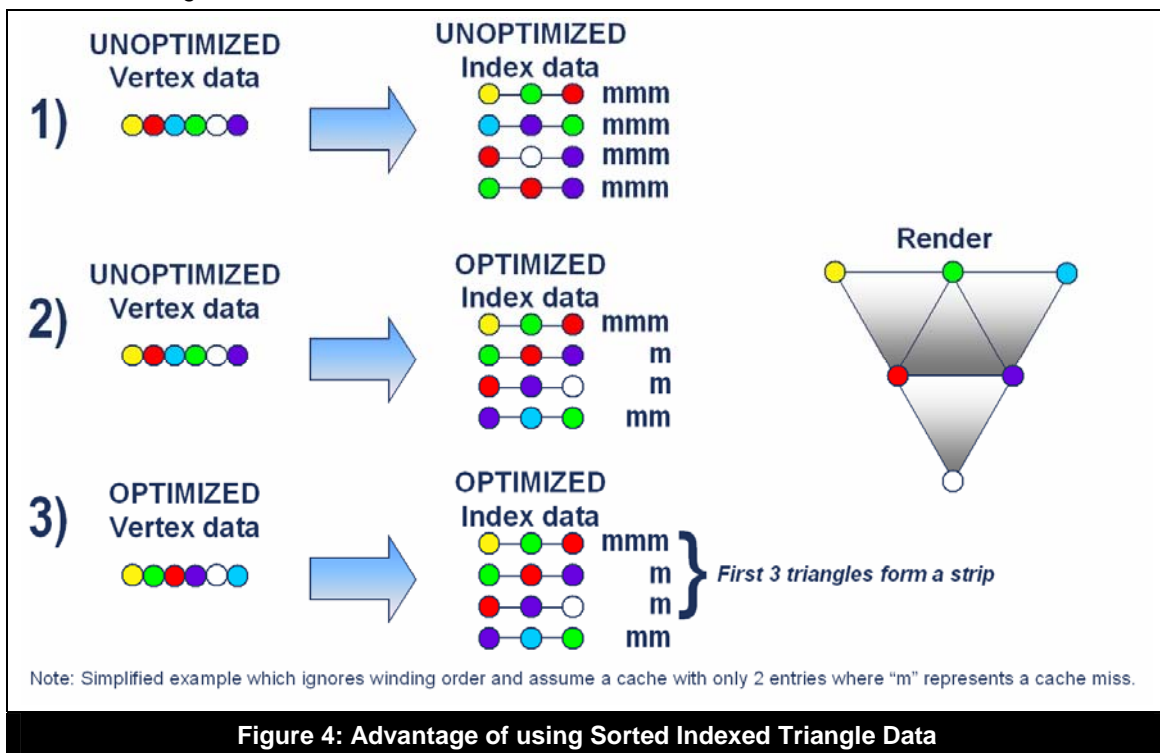 UNOPTIMIZED
Vertex data
UNOPTIMIZED
Index data
1)
mmm
mmm
mmm
mmm
UNOPTIMIZED
Vertex data
OPTIMIZED
Index data
2)
mmm
m
m
mm
Render
OPTIMIZED
Vertex data
OPTIMIZED
Index data
3)
mmm
m
m
mm
} First 3 triangles form a strip
Note: Simplified example which ignores winding order and assume a cache with only 2 entries where “m” represents a cache miss.
Figure 4: Advantage of using Sorted Indexed Triangle Data